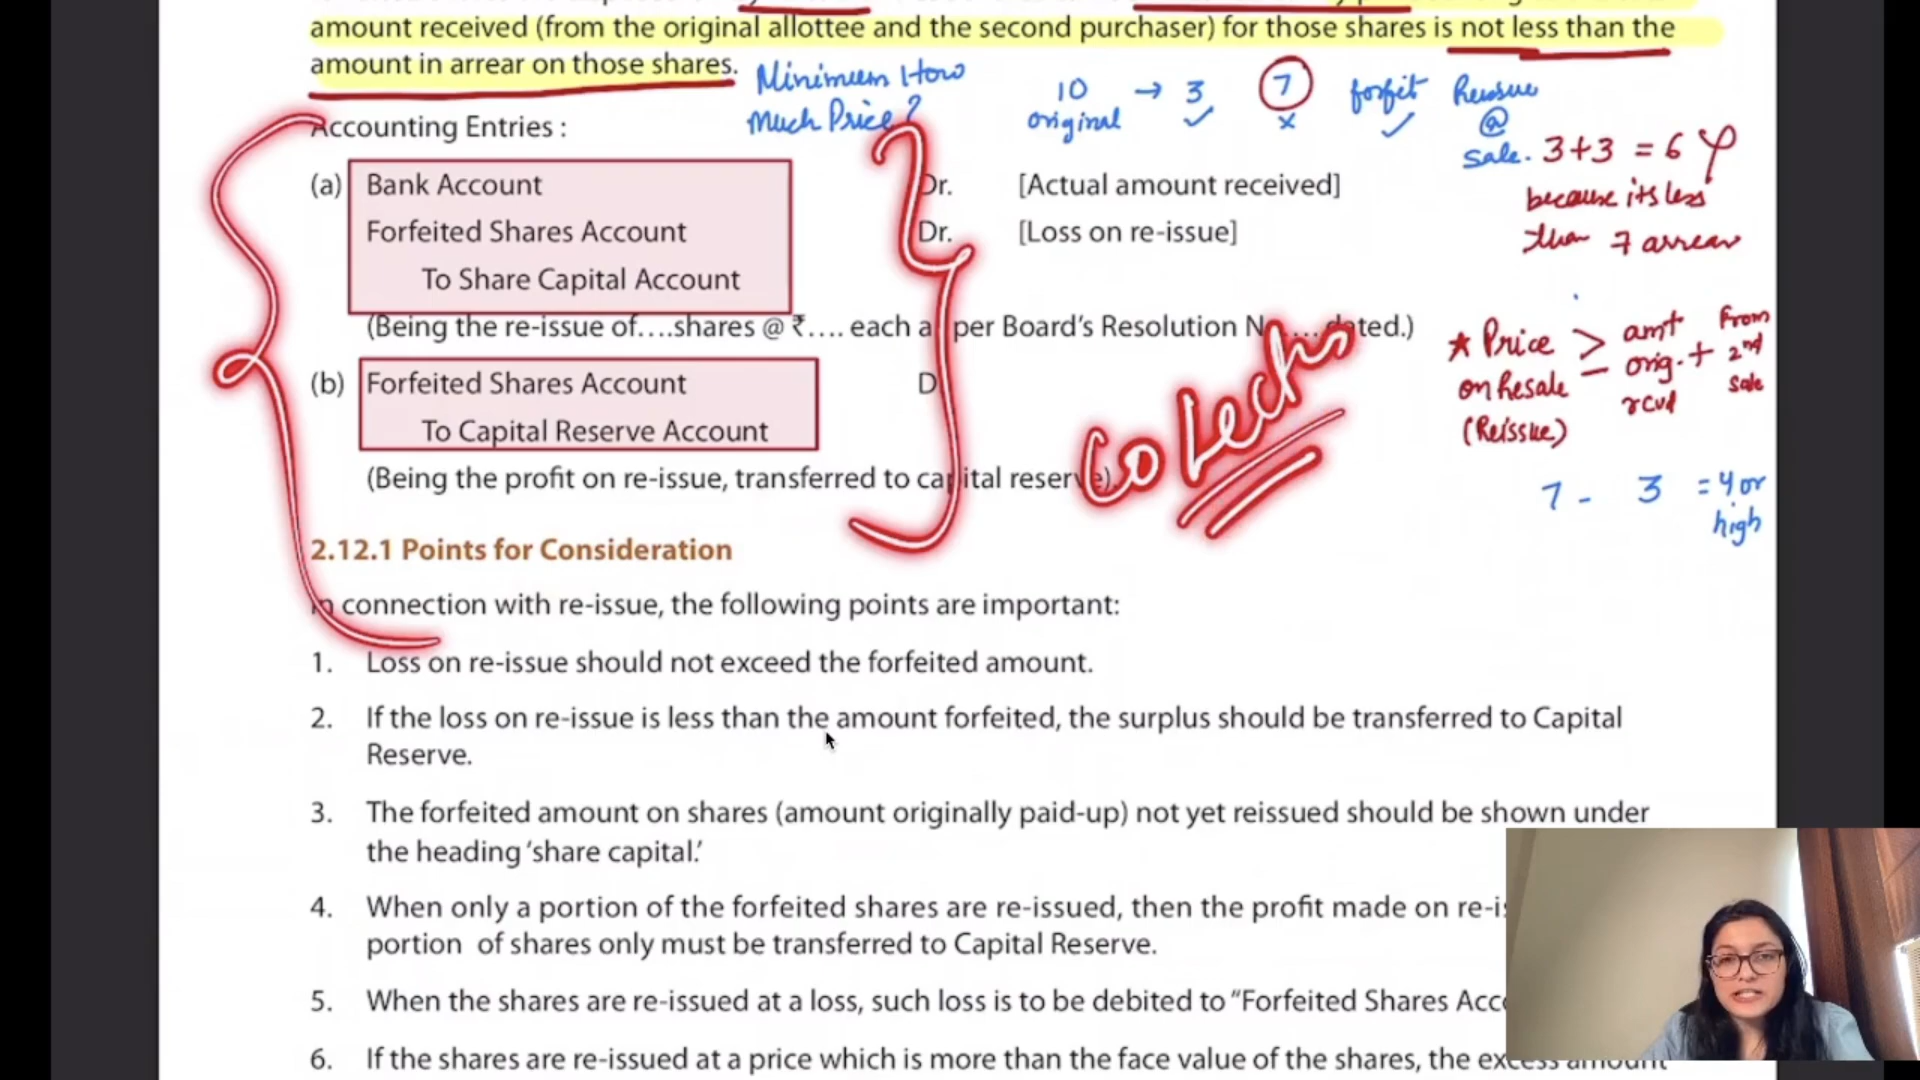 amount received (from the original allottee and the second purchaser) for those shares is not less than the
amount in arrear on those shares.
Minimum How
Much Price?
10 → 3 7 forfeit Reissue
original x @
sale. 3+3 = 6
because its less
than 7 arrear
Accounting Entries :
(a) Bank Account Dr. [Actual amount received]
Forfeited Shares Account Dr. [Loss on re-issue]
To Share Capital Account
(Being the re-issue of….shares @ ₹…. each a per Board's Resolution N….dated.)
(b) Forfeited Shares Account D
To Capital Reserve Account
(Being the profit on re-issue, transferred to capital reserve).
★ Price > amt From
on Resale – orig. + 2nd
(Reissue) rcvd sale
7 - 3 = 4 or
high
2.12.1 Points for Consideration
In connection with re-issue, the following points are important:
1. Loss on re-issue should not exceed the forfeited amount.
2. If the loss on re-issue is less than the amount forfeited, the surplus should be transferred to Capital
Reserve.
3. The forfeited amount on shares (amount originally paid-up) not yet reissued should be shown under
the heading 'share capital.'
4. When only a portion of the forfeited shares are re-issued, then the profit made on re-is
portion of shares only must be transferred to Capital Reserve.
5. When the shares are re-issued at a loss, such loss is to be debited to "Forfeited Shares Acco
6. If the shares are re-issued at a price which is more than the face value of the shares, the excess amount